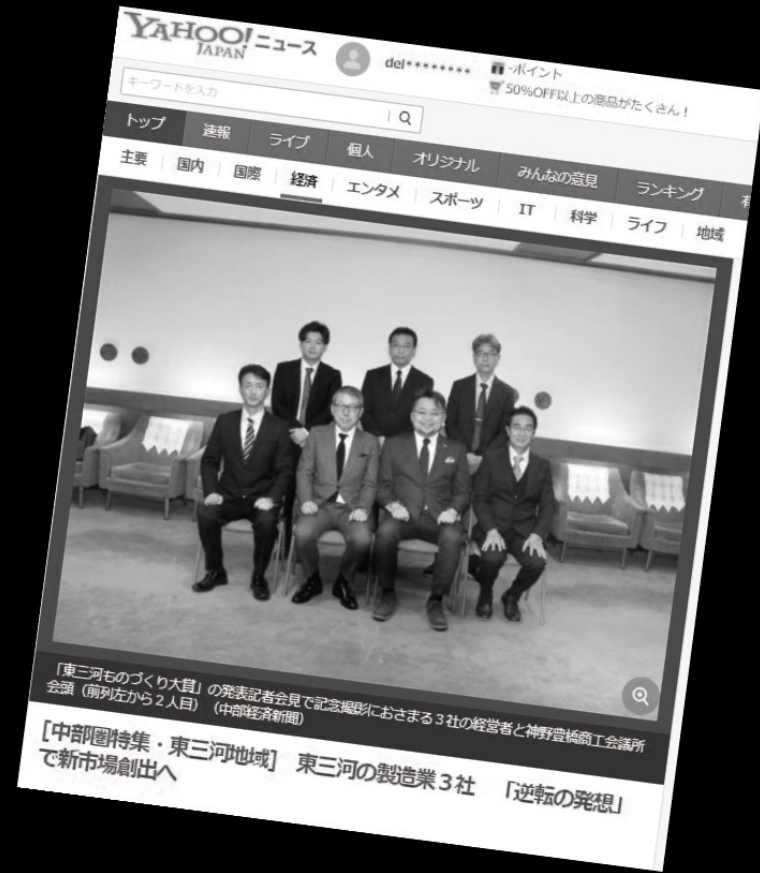 YAHOO! ニュース
JAPAN
del********
-ポイント
50%OFF以上の商品がたくさん!
キーワードを入力
トップ 速報 ライブ 個人 オリジナル みんなの意見 ランキング 有
主要 国内 国際 経済 エンタメ スポーツ IT 科学 ライフ 地域
「東三河ものづくり大賞」の発表記者会見で記念撮影におさまる3社の経営者と神野豊橋商工会議所
会頭(前列左から2人目)(中部経済新聞)
[中部圏特集・東三河地域] 東三河の製造業3社 「逆転の発想」
で新市場創出へ